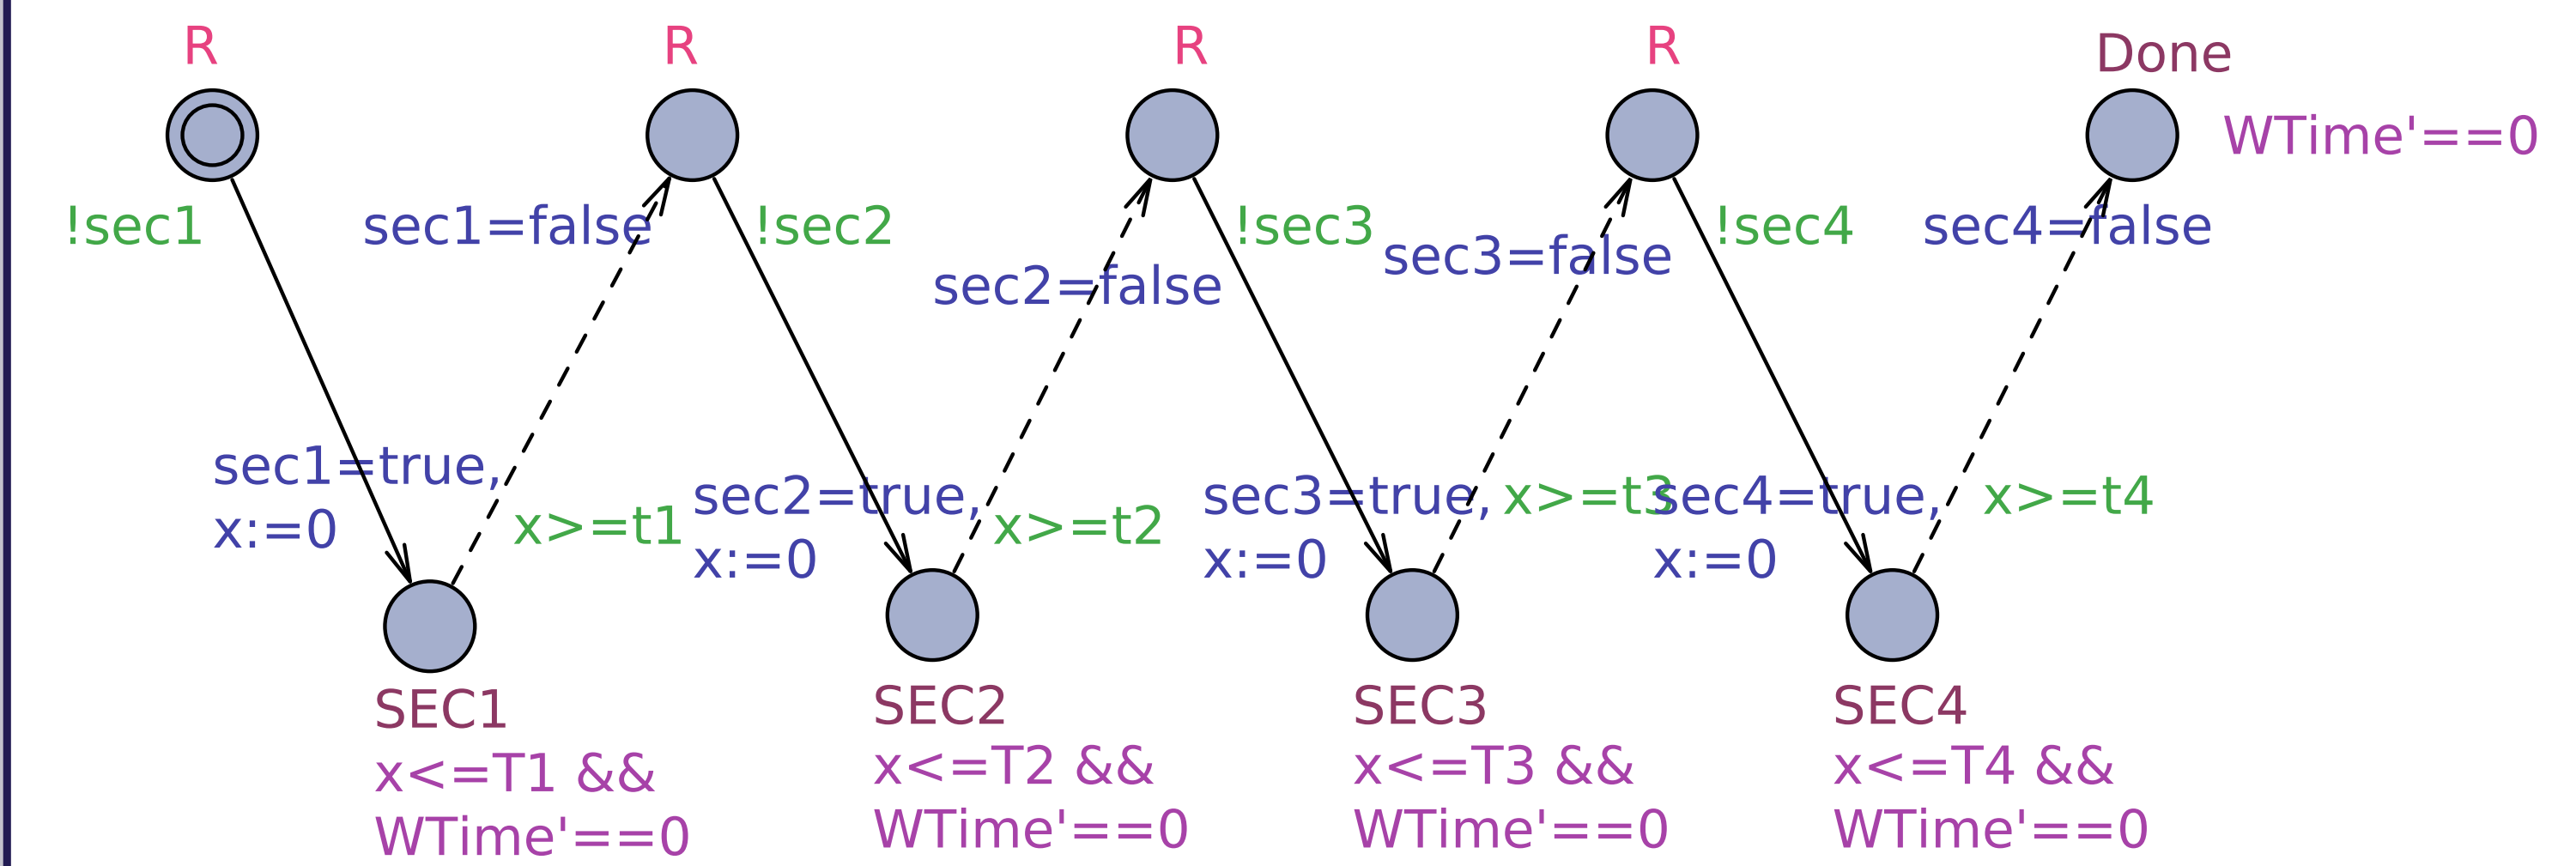 R
R
R
R
Done
WTime'==0
!sec1
sec1=false
!sec2
sec2=false
!sec3
sec3=false
!sec4
sec4=false
sec1=true,
x:=0
x>=t1
sec2=true,
x:=0
x>=t2
sec3=true,
x:=0
x>=t3
sec4=true,
x:=0
x>=t4
SEC1
x<=T1 &&
WTime'==0
SEC2
x<=T2 &&
WTime'==0
SEC3
x<=T3 &&
WTime'==0
SEC4
x<=T4 &&
WTime'==0